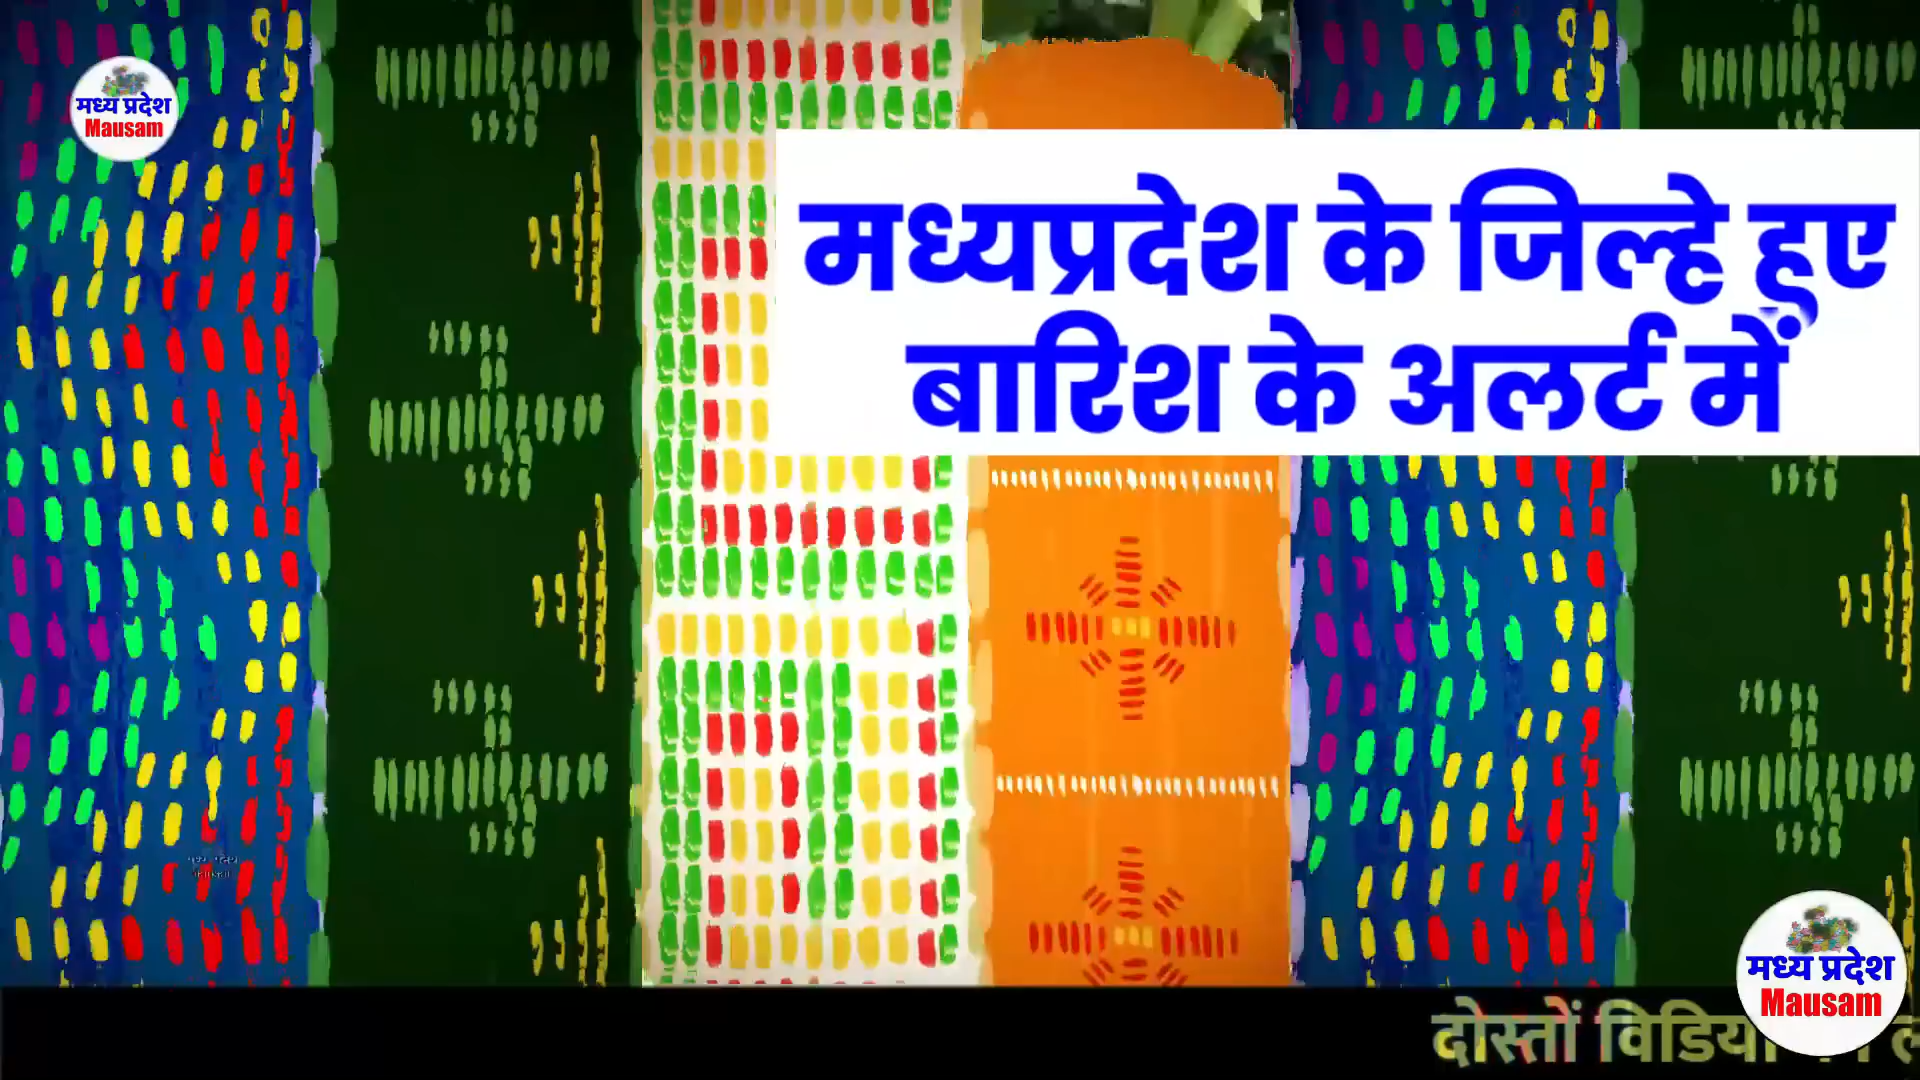 मध्य प्रदेश
Mausam
मध्यप्रदेश के जिल्हे हुए
बारिश के अलर्ट में
मध्य प्रदेश
Mausam
दोस्तों